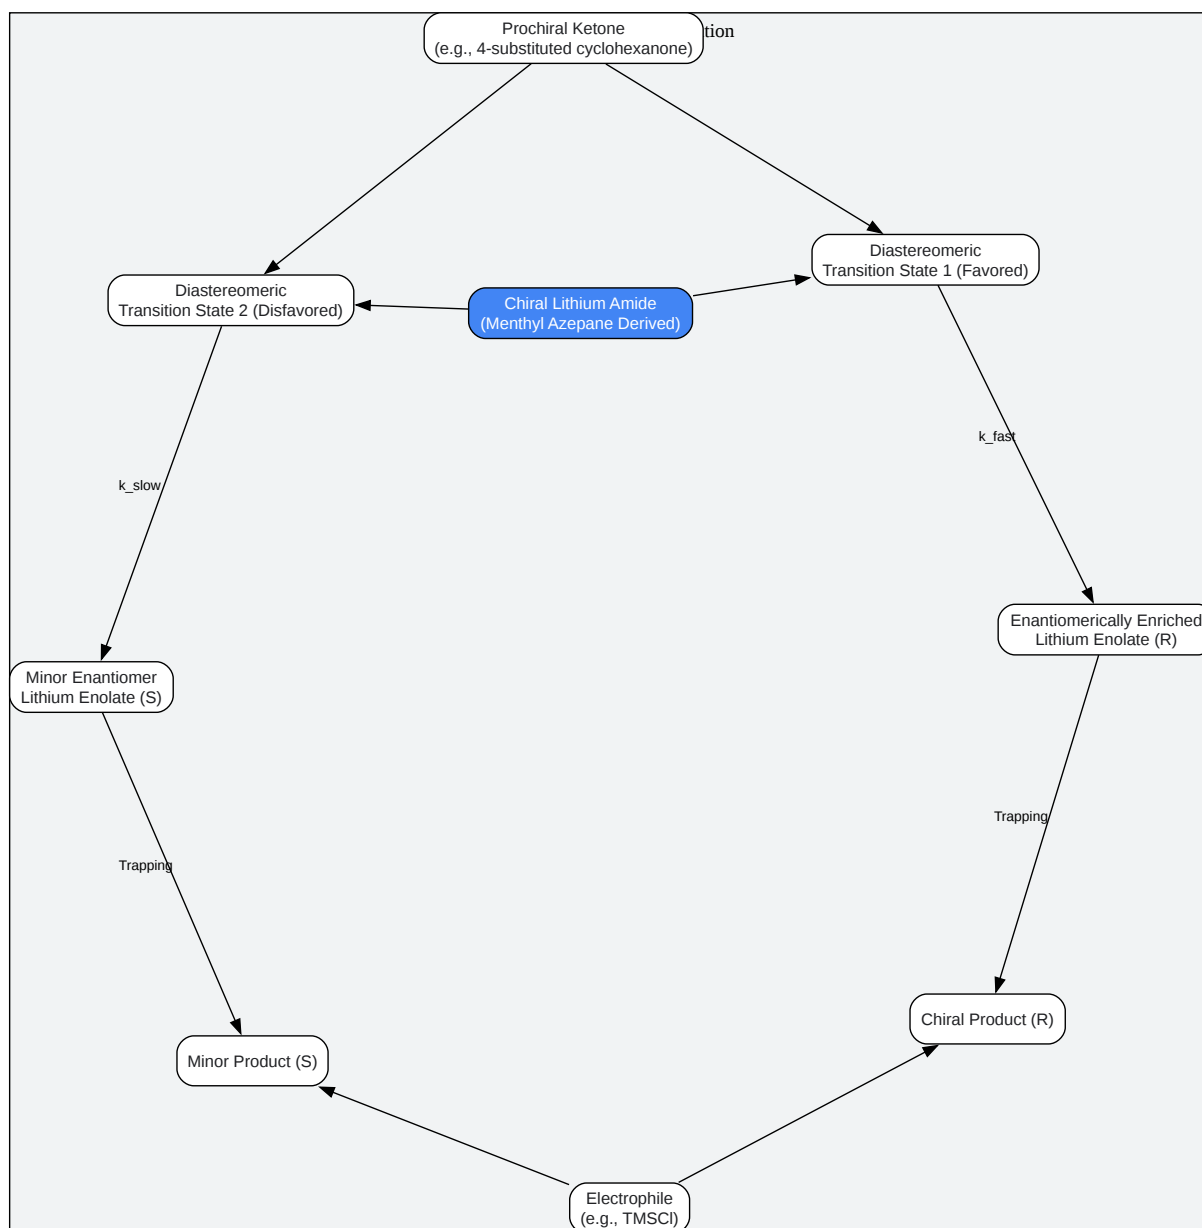 Prochiral Ketone
(e.g., 4-substituted cyclohexanone)
Diastereomeric
Transition State 1 (Favored)
Diastereomeric
Transition State 2 (Disfavored)
Chiral Lithium Amide
(Menthyl Azepane Derived)
k_fast
k_slow
Enantiomerically Enriched
Lithium Enolate (R)
Minor Enantiomer
Lithium Enolate (S)
Trapping
Trapping
Chiral Product (R)
Minor Product (S)
Electrophile
(e.g., TMSCl)